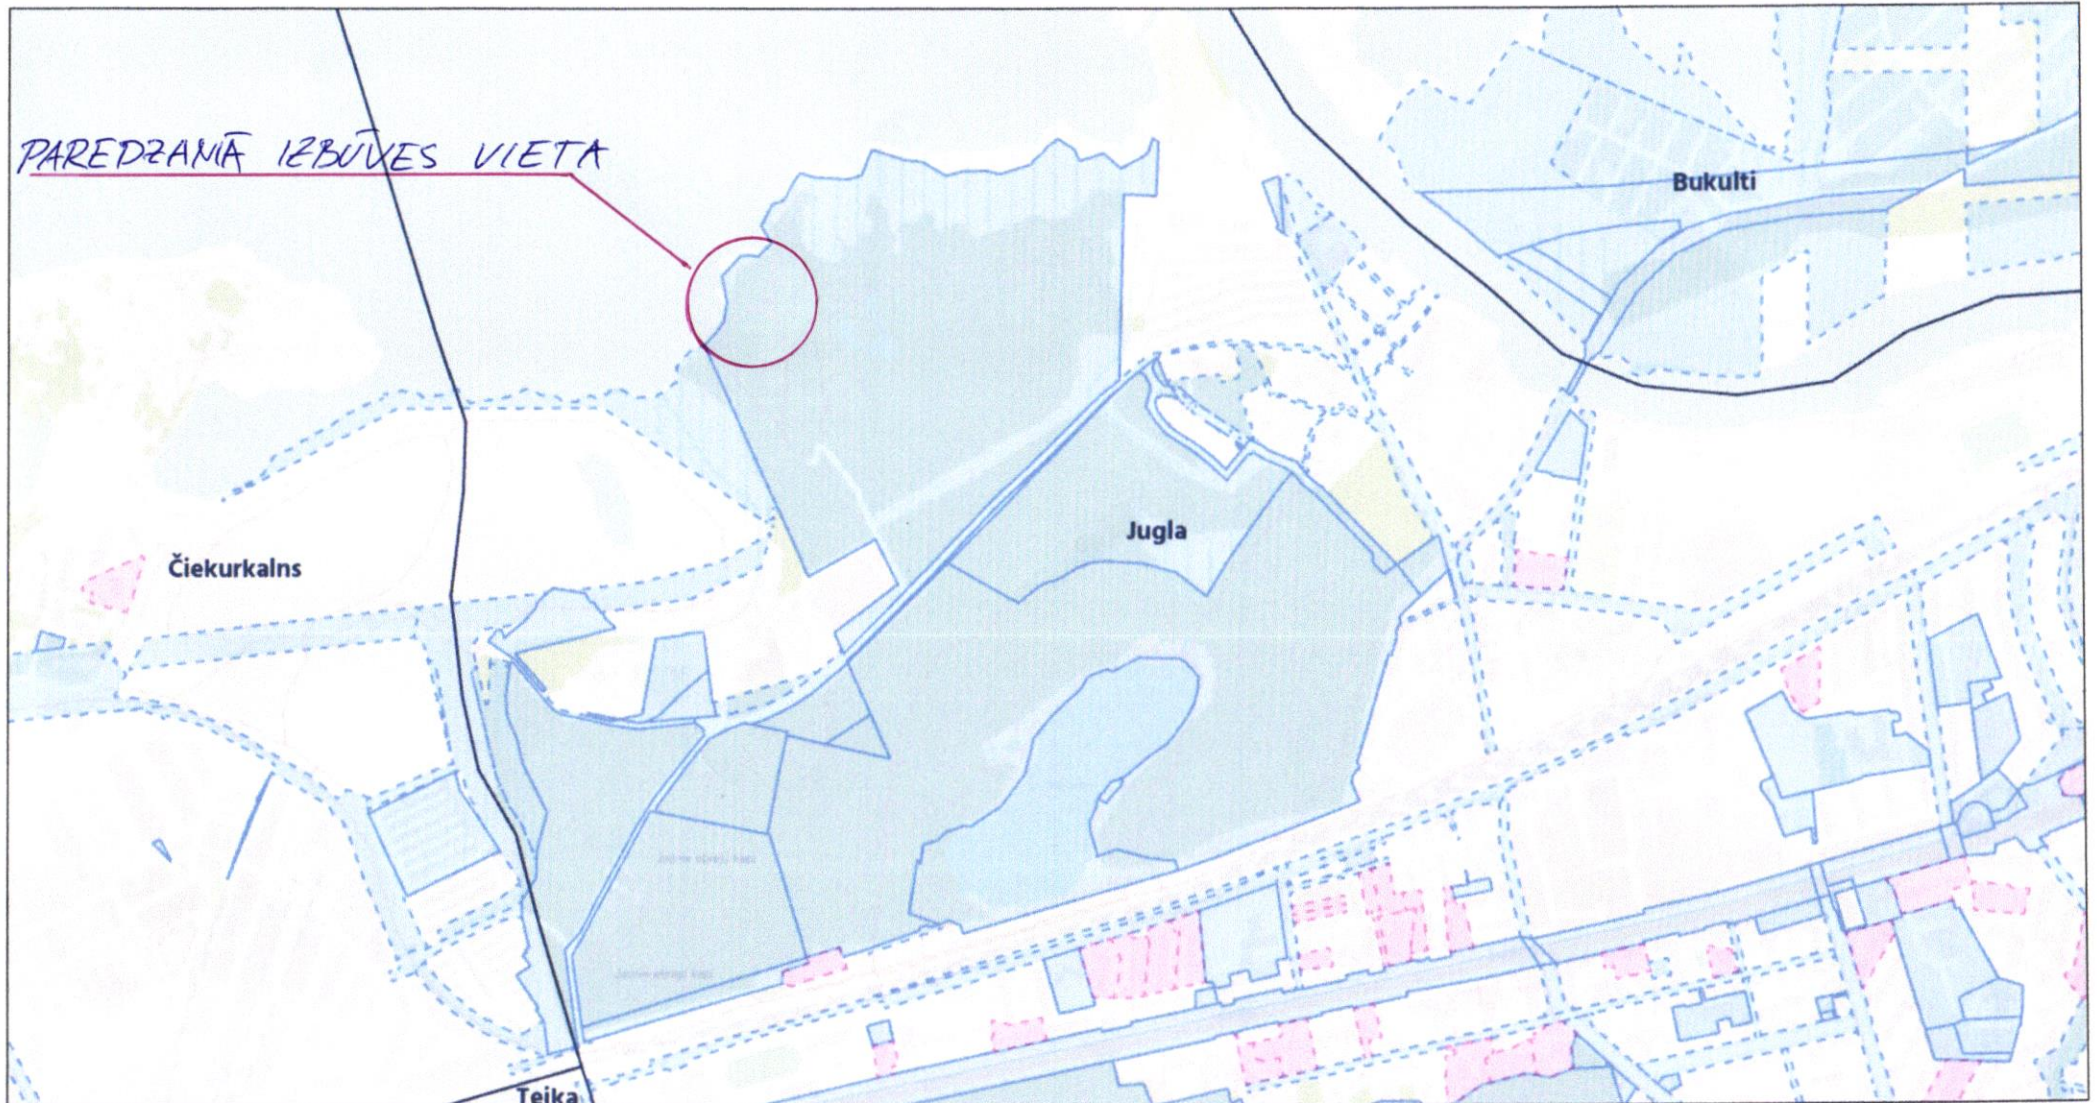 PAREDZAMĀ IZBŪVES VIETA
Bukulti
Jugla
Čiekurkalns
Teika